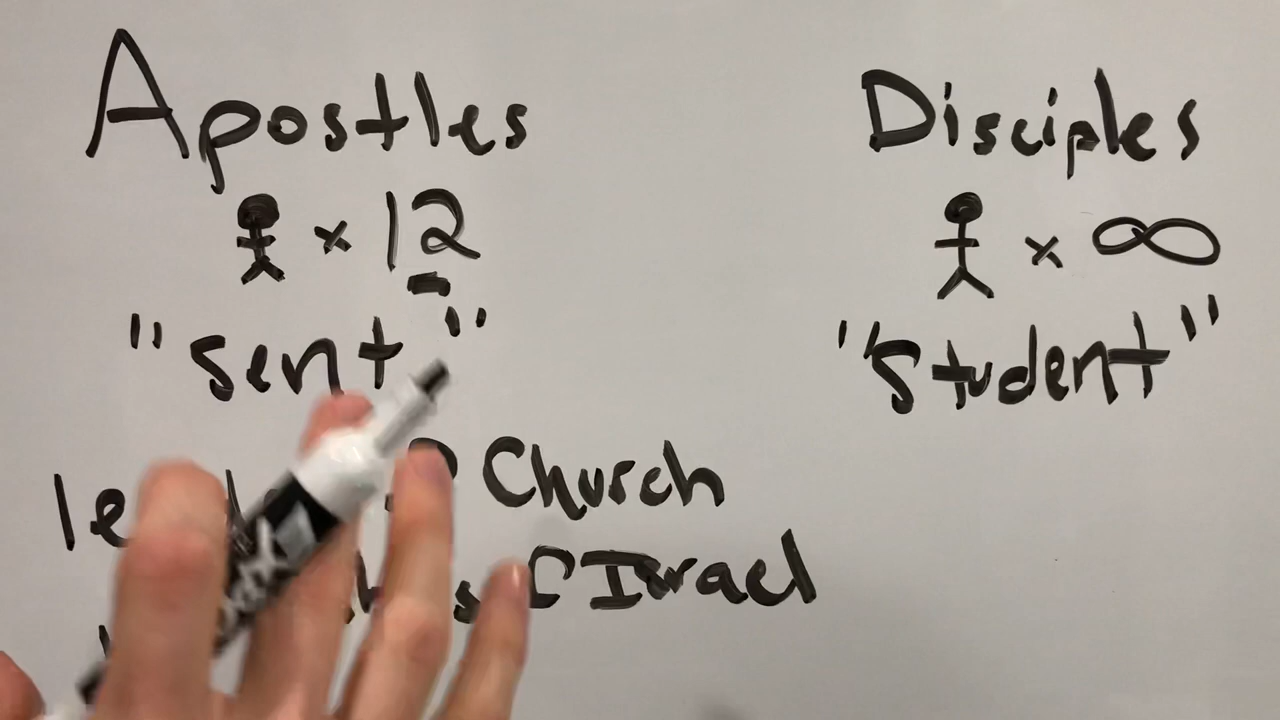 Apostles
Disciples
x 12
x ∞
"sent"
"Student"
Church
Israel